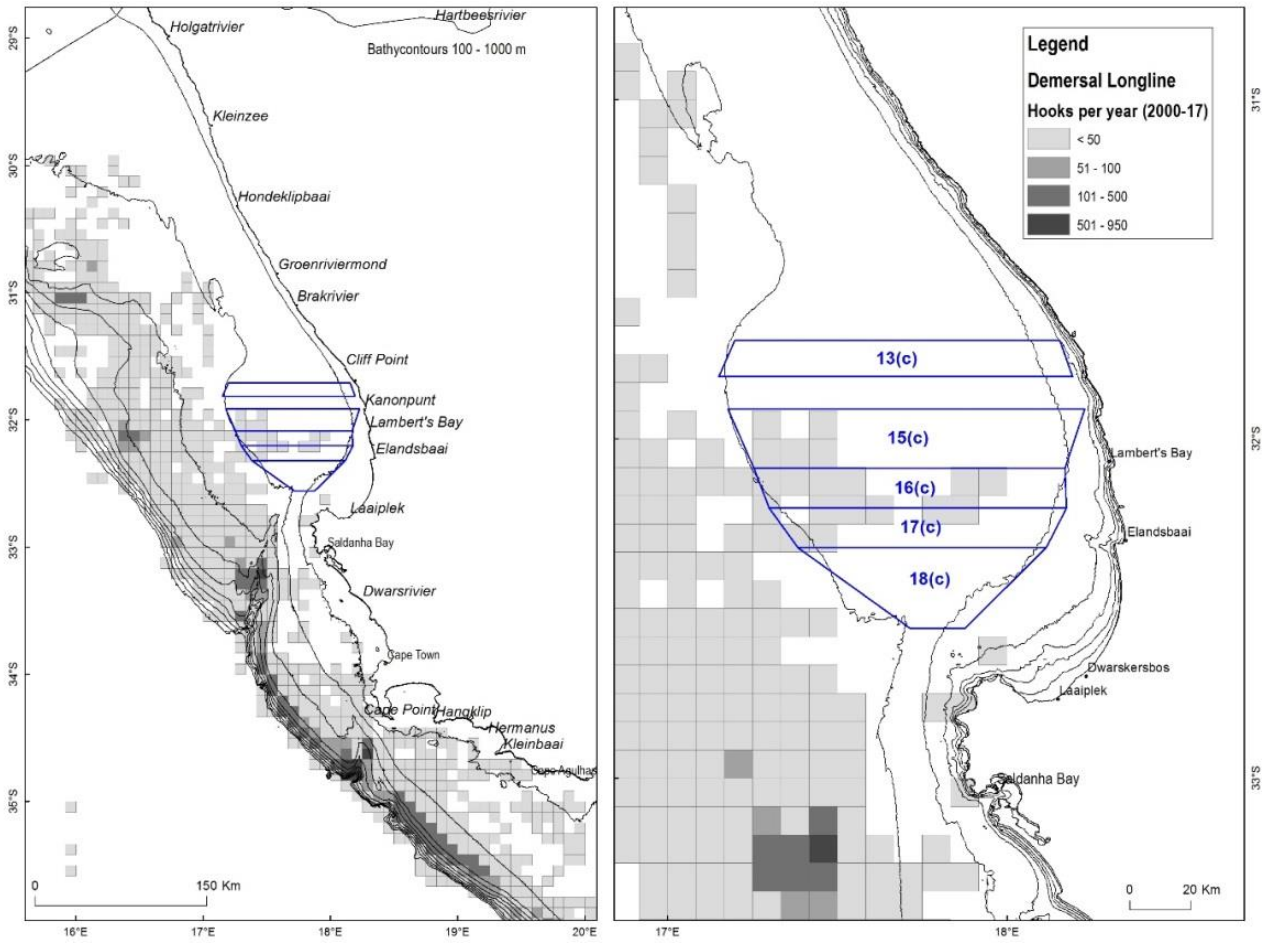 Holgatrivier
Hartbeesrivier
Bathycontours 100 - 1000 m
Kleinzee
Hondeklipbaai
Groenriviermond
Brakrivier
Cliff Point
Kanonpunt
Lambert's Bay
Elandsbaai
Laaiplek
Saldanha Bay
Dwarsrivier
Cape Town
Cape Point
Hangklip
Hermanus
Kleinbaai
Cape Agulhas
29°S
30°S
31°S
32°S
33°S
34°S
35°S
0 150 Km
16°E 17°E 18°E 19°E 20°E
Legend
Demersal Longline
Hooks per year (2000-17)
< 50
51 - 100
101 - 500
501 - 950
13(c)
15(c)
16(c)
17(c)
18(c)
Lambert's Bay
Elandsbaai
Dwarskersbos
Laaiplek
Saldanha Bay
31°S
32°S
33°S
0 20 Km
17°E 18°E